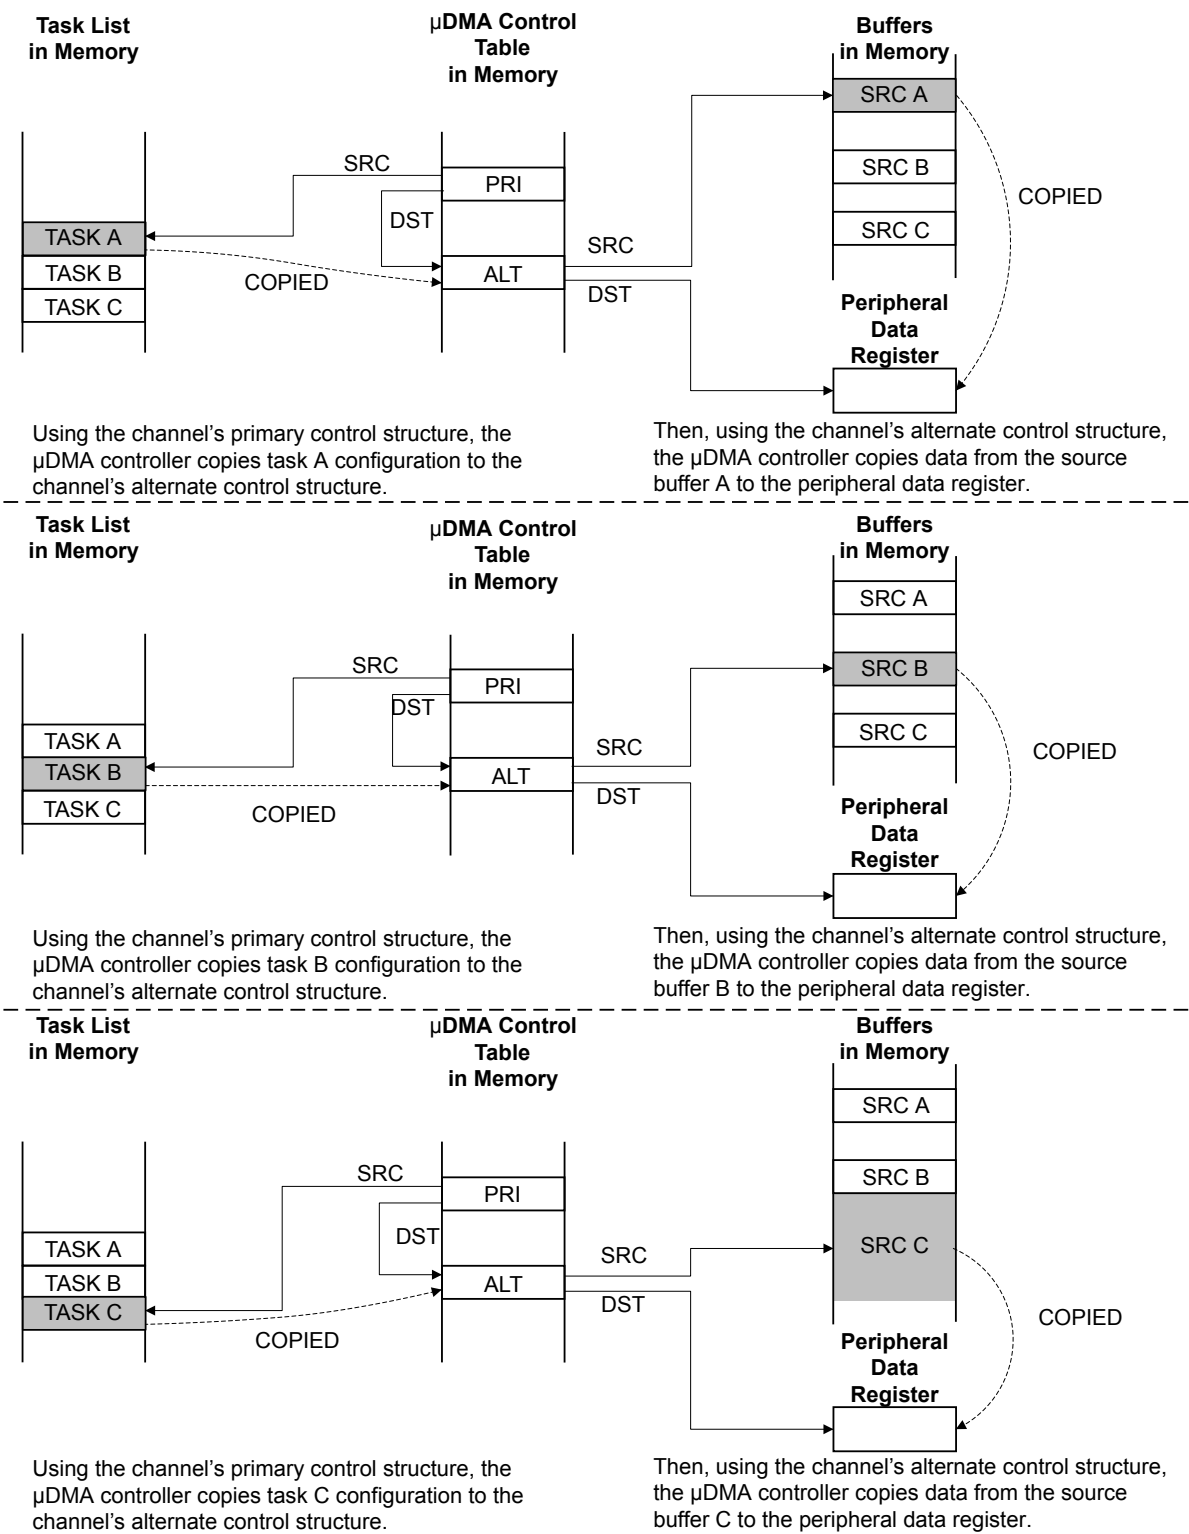 Task List
in Memory
µDMA Control
Table
in Memory
Buffers
in Memory
SRC A
SRC B
SRC C
COPIED
SRC
PRI
DST
TASK A
TASK B
TASK C
COPIED
ALT
SRC
DST
Peripheral
Data
Register
Using the channel's primary control structure, the
µDMA controller copies task A configuration to the
channel's alternate control structure.
Then, using the channel's alternate control structure,
the µDMA controller copies data from the source
buffer A to the peripheral data register.
Task List
in Memory
µDMA Control
Table
in Memory
Buffers
in Memory
SRC A
SRC B
SRC C
COPIED
SRC
PRI
DST
TASK A
TASK B
TASK C
COPIED
ALT
SRC
DST
Peripheral
Data
Register
Using the channel's primary control structure, the
µDMA controller copies task B configuration to the
channel's alternate control structure.
Then, using the channel's alternate control structure,
the µDMA controller copies data from the source
buffer B to the peripheral data register.
Task List
in Memory
µDMA Control
Table
in Memory
Buffers
in Memory
SRC A
SRC B
SRC C
COPIED
SRC
PRI
DST
TASK A
TASK B
TASK C
COPIED
ALT
SRC
DST
Peripheral
Data
Register
Using the channel's primary control structure, the
µDMA controller copies task C configuration to the
channel's alternate control structure.
Then, using the channel's alternate control structure,
the µDMA controller copies data from the source
buffer C to the peripheral data register.